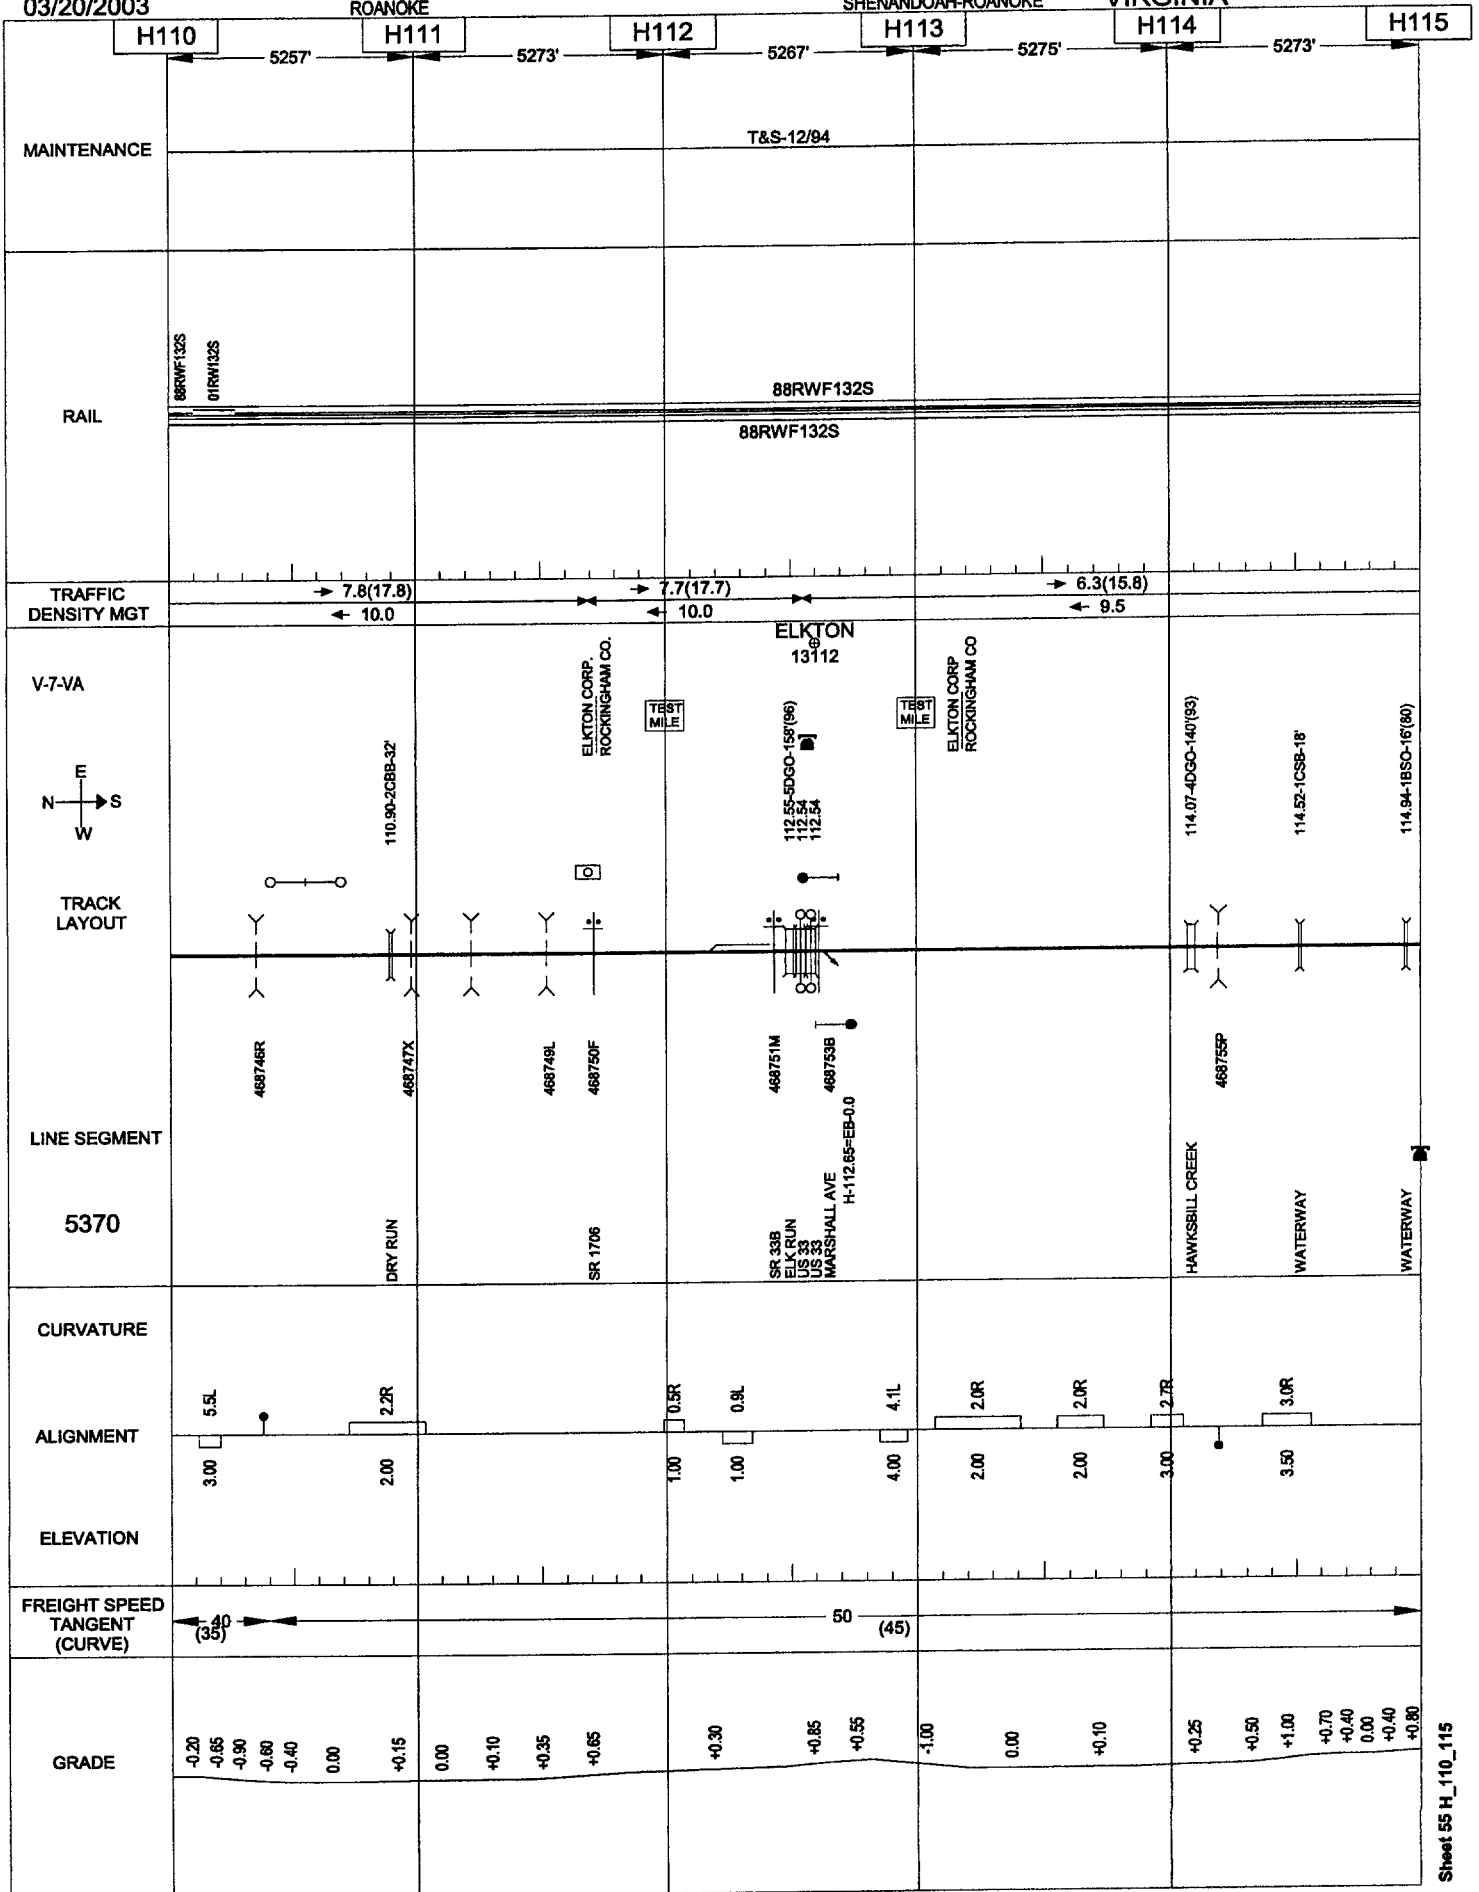 03/20/2003
ROANOKE
SHENANDOAH-ROANOKE
VIRGINIA
H110
H111
H112
H113
H114
H115
5257'
5273'
5267'
5275'
5273'
MAINTENANCE
T&S-12/94
RAIL
88RWF132S
01RW132S
88RWF132S
88RWF132S
TRAFFIC
DENSITY MGT
7.8(17.8)
10.0
7.7(17.7)
10.0
6.3(15.8)
9.5
V-7-VA
ELKTON
13112
ELKTON CORP.
ROCKINGHAM CO.
TEST
MILE
TEST
MILE
ELKTON CORP
ROCKINGHAM CO
N
E
S
W
110.90-2CBB-32'
112.55-5DGO-158'(96)
112.54
112.54
114.07-4DGO-140'(93)
114.52-1CSB-18'
114.94-1BSO-16'(80)
TRACK
LAYOUT
468746R
468747X
468749L
468750F
468751M
468753B
468755P
H-112.65=EB-0.0
LINE SEGMENT
5370
DRY RUN
SR 1706
SR 33B
ELK RUN
US 33
US 33
MARSHALL AVE
HAWKSBILL CREEK
WATERWAY
WATERWAY
CURVATURE
5.5L
2.2R
0.5R
0.9L
4.1L
2.0R
2.0R
2.7R
3.0R
ALIGNMENT
3.00
2.00
1.00
1.00
4.00
2.00
2.00
3.00
3.50
ELEVATION
FREIGHT SPEED
TANGENT
(CURVE)
40
(35)
50
(45)
GRADE
-0.20
-0.65
-0.90
-0.60
-0.40
0.00
+0.15
0.00
+0.10
+0.35
+0.65
+0.30
+0.85
+0.55
-1.00
0.00
+0.10
+0.25
+0.50
+1.00
+0.70
+0.40
0.00
+0.40
+0.80
Sheet 55 H_110_115